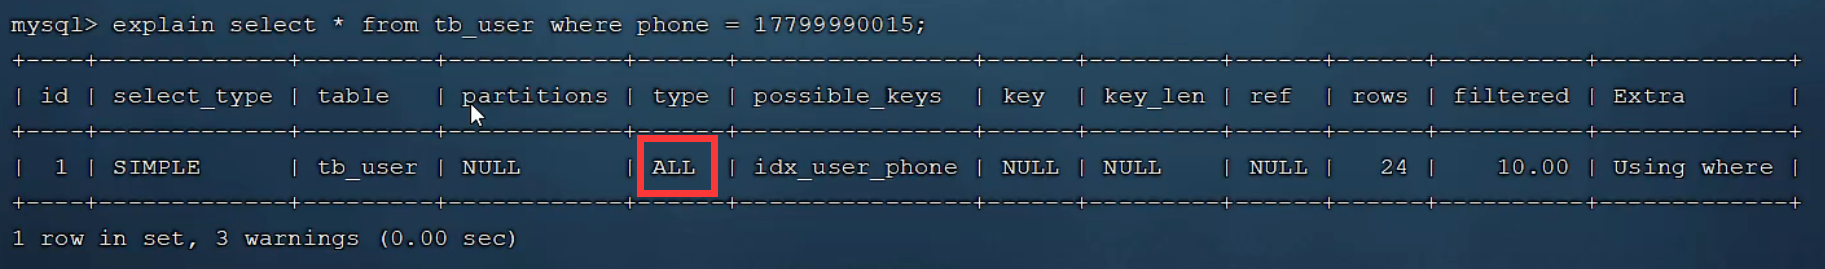 mysql> explain select * from tb_user where phone = 17799990015;
+----+-------------+---------+------------+------+----------------+------+---------+------+------+----------+-------------+
| id | select_type | table | partitions | type | possible_keys | key | key_len | ref | rows | filtered | Extra |
+----+-------------+---------+------------+------+----------------+------+---------+------+------+----------+-------------+
| 1 | SIMPLE | tb_user | NULL | ALL | idx_user_phone | NULL | NULL | NULL | 24 | 10.00 | Using where |
+----+-------------+---------+------------+------+----------------+------+---------+------+------+----------+-------------+
1 row in set, 3 warnings (0.00 sec)